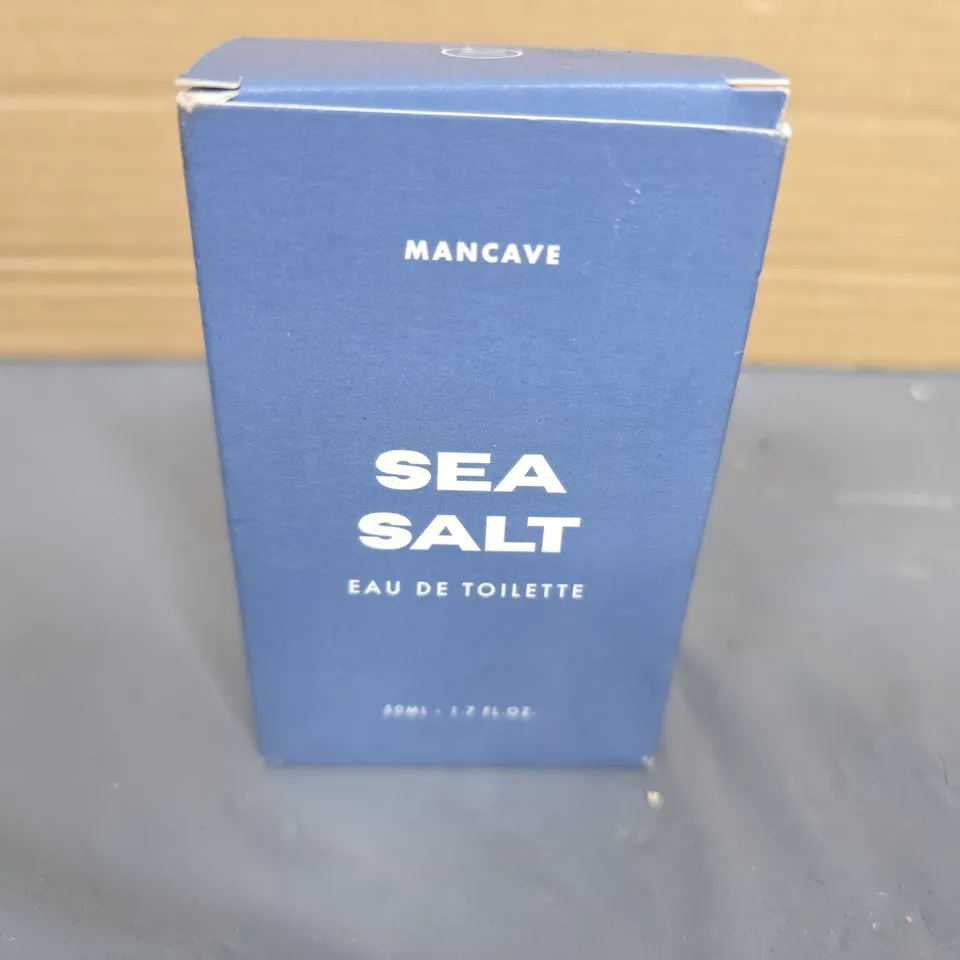 MANCAVE
SEA
SALT
EAU DE TOILETTE
50ML - 1.7 FL.OZ.